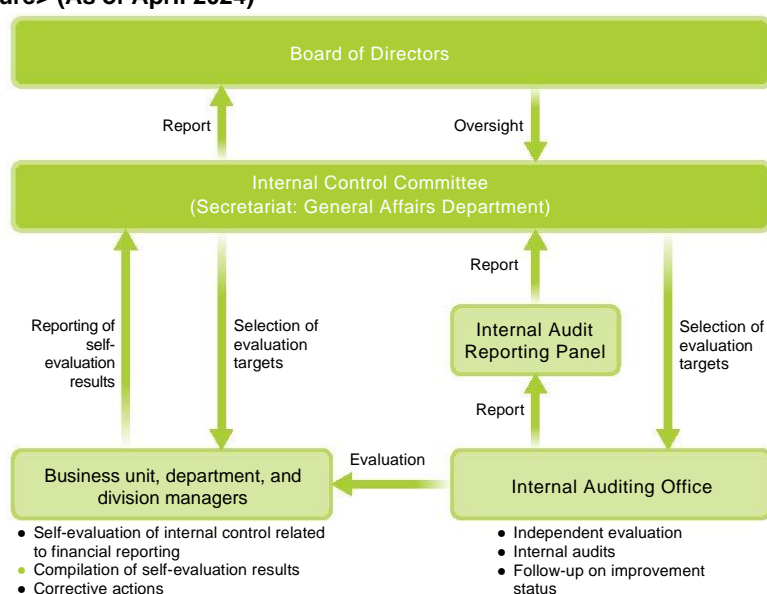 (As of April 2024)
Board of Directors
Report
Oversight
Internal Control Committee
(Secretariat: General Affairs Department)
Report
Reporting of
self-
evaluation
results
Selection of
evaluation
targets
Internal Audit
Reporting Panel
Selection of
evaluation
targets
Report
Business unit, department, and
division managers
Evaluation
Internal Auditing Office
● Self-evaluation of internal control related
to financial reporting
● Compilation of self-evaluation results
● Corrective actions
● Independent evaluation
● Internal audits
● Follow-up on improvement
status